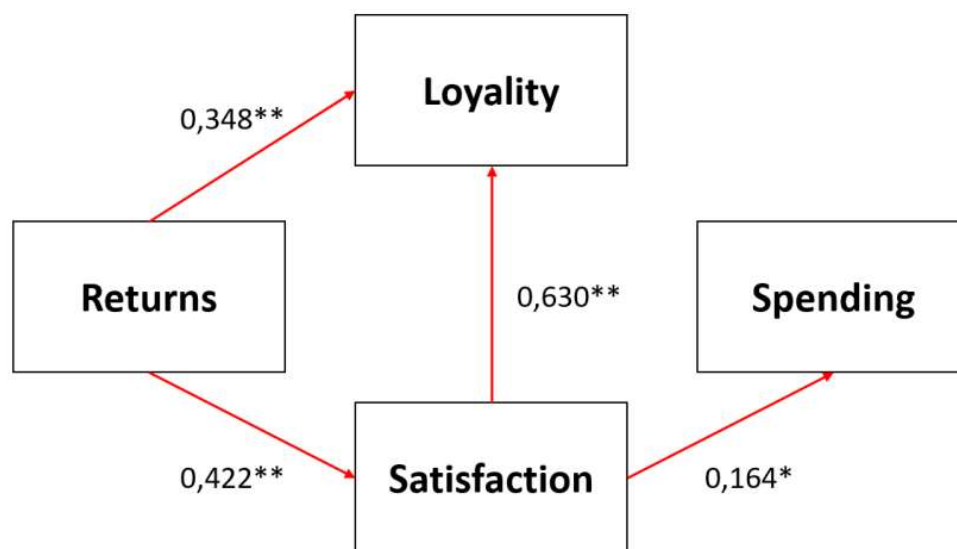 Loyality
0,348**
Returns
0,630**
Spending
0,422**
Satisfaction
0,164*